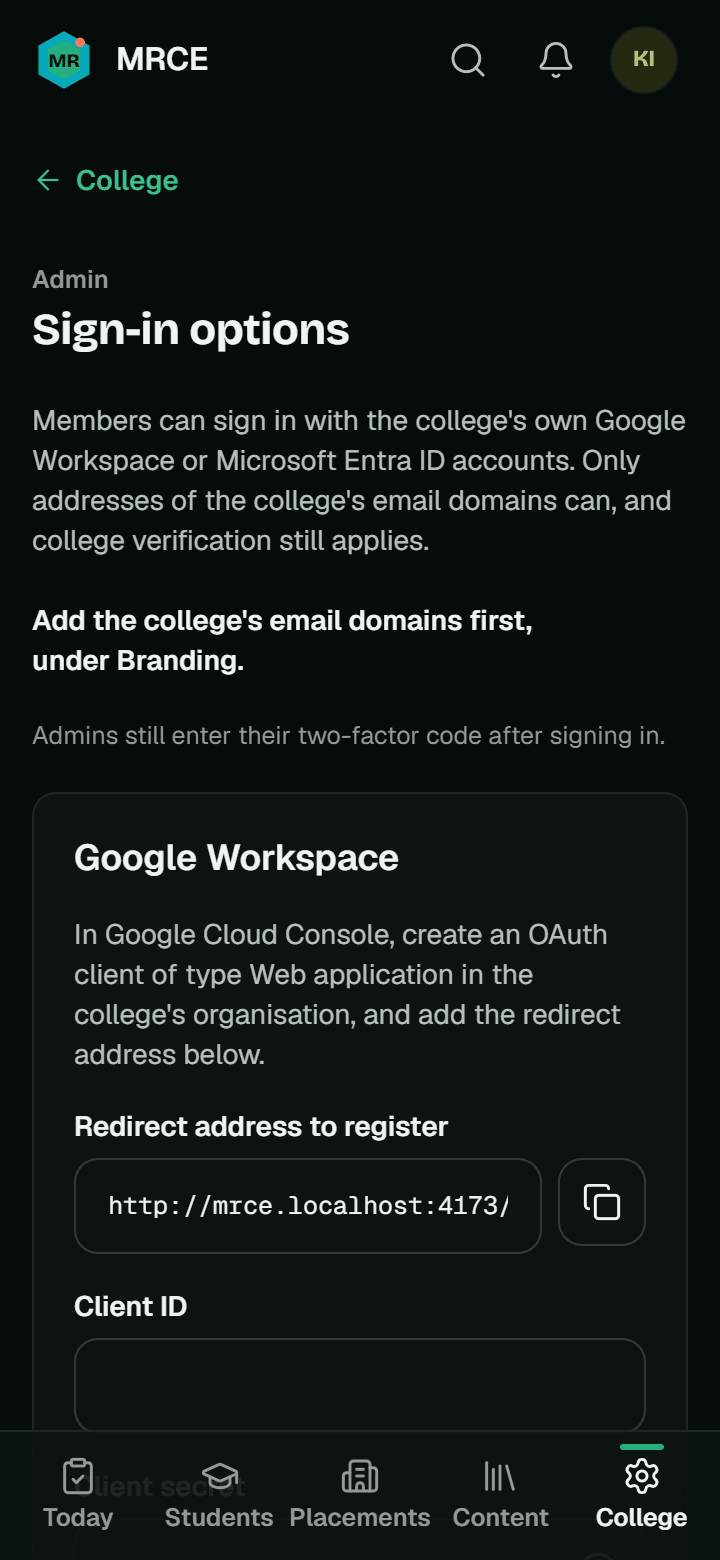 MR
MRCE
KI
College
Admin
Sign-in options
Members can sign in with the college's own Google
Workspace or Microsoft Entra ID accounts. Only
addresses of the college's email domains can, and
college verification still applies.
Add the college's email domains first,
under Branding.
Admins still enter their two-factor code after signing in.
Google Workspace
In Google Cloud Console, create an OAuth
client of type Web application in the
college's organisation, and add the redirect
address below.
Redirect address to register
http://mrce.localhost:4173/
Client ID
Client secret
Today Students Placements Content College